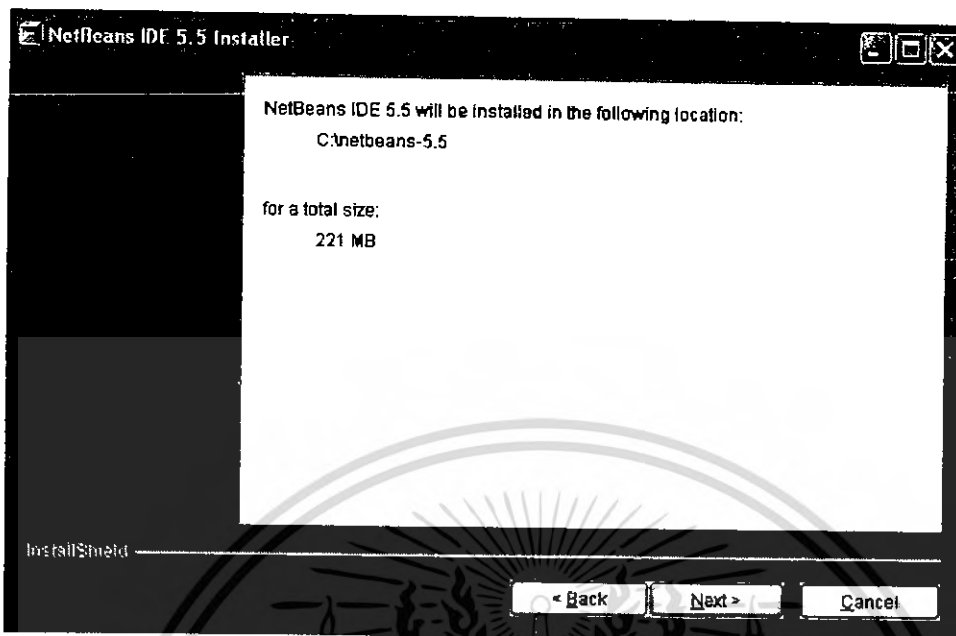 NetBeans IDE 5.5 Installer
NetBeans IDE 5.5 will be installed in the following location:
C:\netbeans-5.5
for a total size:
221 MB
InstallShield
< Back
Next >
Cancel